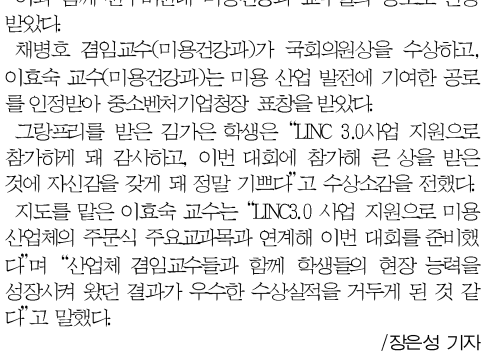 받았다.
채병호 겸임교수(미용건강과)가 국회의원상을 수상하고,
이효숙 교수(미용건강과)는 미용 산업 발전에 기여한 공로
를 인정받아 중소벤처기업청장 표창을 받았다.
그랑프리를 받은 김가은 학생은 “LINC 3.0사업 지원으로
참가하게 돼 감사하고, 이번 대회에 참가해 큰 상을 받은
것에 자신감을 갖게 돼 정말 기쁘다”고 수상소감을 전했다.
지도를 맡은 이효숙 교수는 “LINC3.0 사업 지원으로 미용
산업체의 주문식 주요교과목과 연계해 이번 대회를 준비했
다”며 “산업체 겸임교수들과 함께 학생들의 현장 능력을
성장시켜 왔던 결과가 우수한 수상실적을 거두게 된 것 같
다”고 말했다.
/장은성 기자